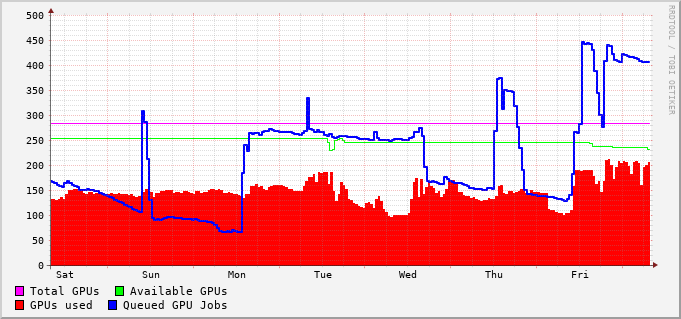 500
450
400
350
300
250
200
150
100
50
0
Sat Sun Mon Tue Wed Thu Fri
Total GPUs Available GPUs
GPUs used Queued GPU Jobs
RRDTOOL / TOBI OETIKER